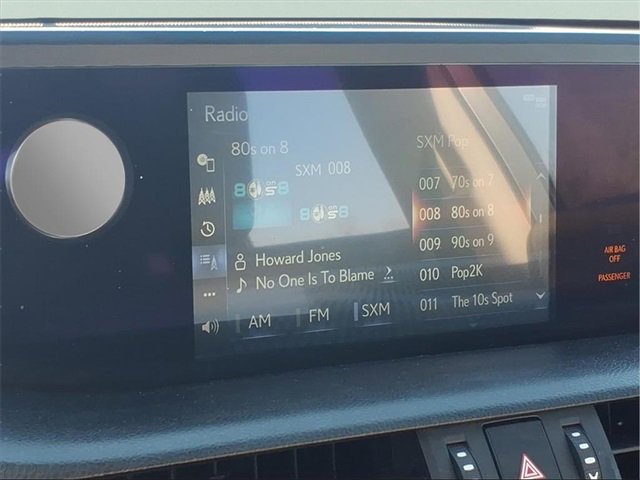 Radio
80s on 8
SXM 008
80s8
80s8
Howard Jones
No One Is To Blame
AM
FM
SXM
SXM Pop
007 70s on 7
008 80s on 8
009 90s on 9
010 Pop2K
011 The 10s Spot
AIR BAG
OFF
PASSENGER